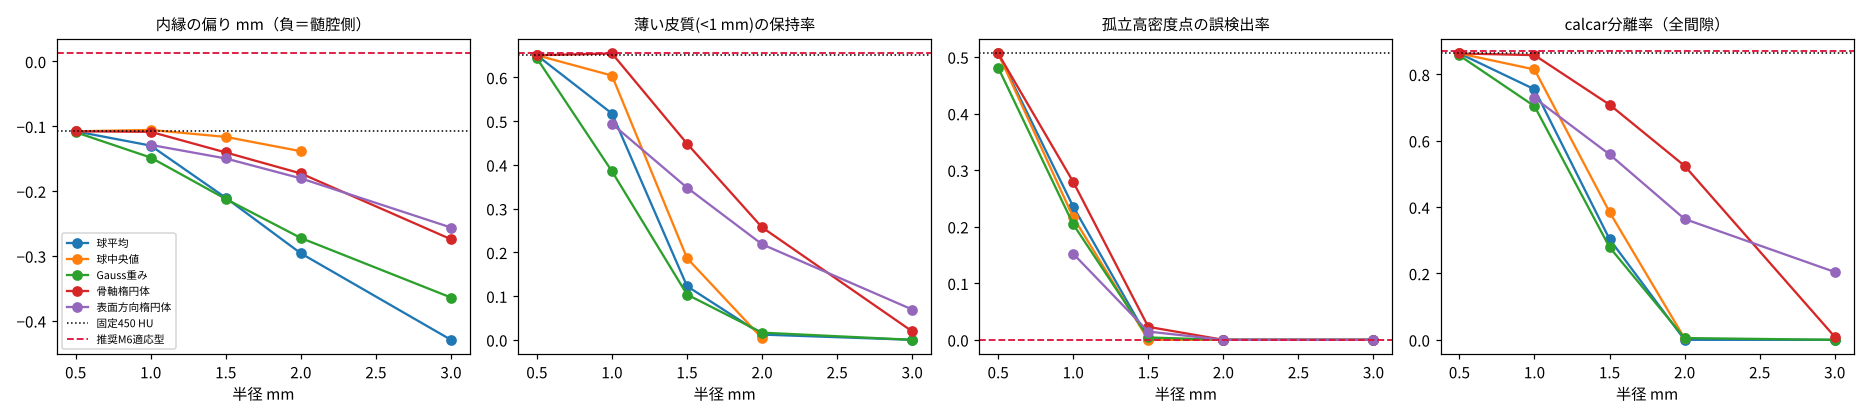 内縁の偏り mm（負＝髄腔側）
0.0
−0.1
−0.2
−0.3
−0.4
0.5 1.0 1.5 2.0 2.5 3.0
半径 mm
球平均
球中央値
Gauss重み
骨軸楕円体
表面方向楕円体
固定450 HU
推奨M6適応型
薄い皮質(<1 mm)の保持率
0.6
0.5
0.4
0.3
0.2
0.1
0.0
0.5 1.0 1.5 2.0 2.5 3.0
半径 mm
孤立高密度点の誤検出率
0.5
0.4
0.3
0.2
0.1
0.0
0.5 1.0 1.5 2.0 2.5 3.0
半径 mm
calcar分離率（全間隙）
0.8
0.6
0.4
0.2
0.0
0.5 1.0 1.5 2.0 2.5 3.0
半径 mm